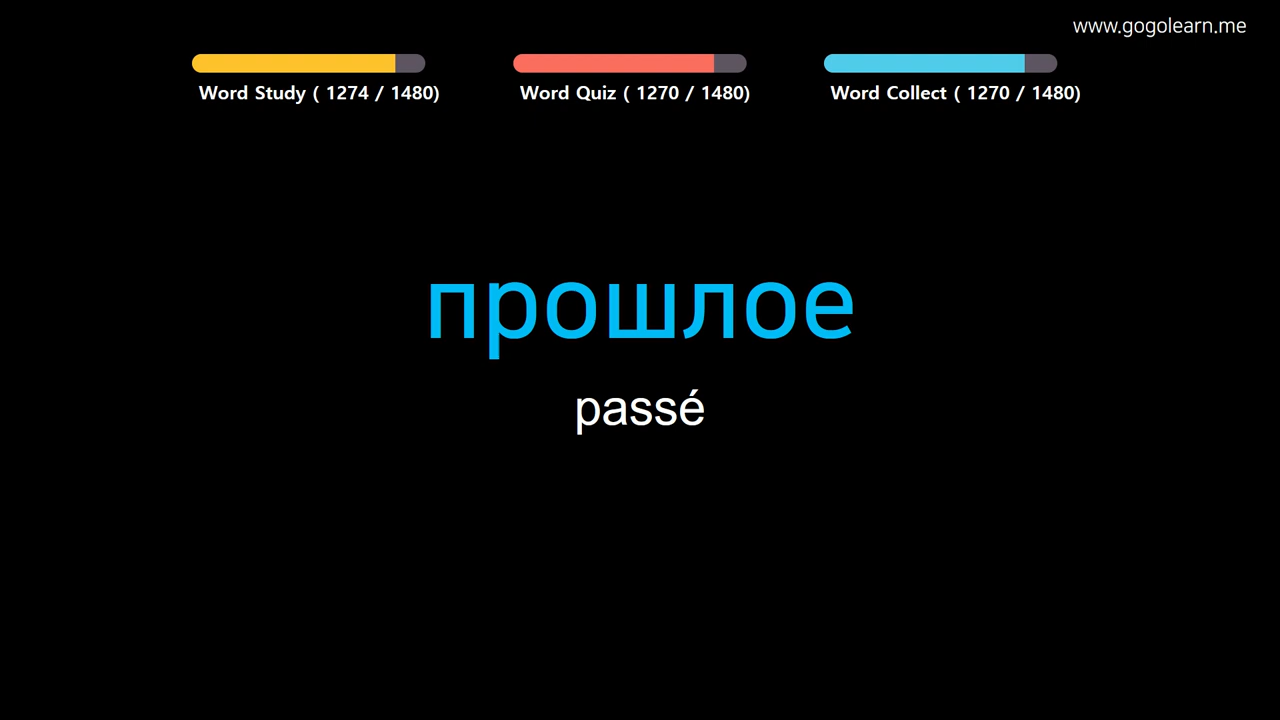 www.gogolearn.me
Word Study ( 1274 / 1480)
Word Quiz ( 1270 / 1480)
Word Collect ( 1270 / 1480)
прошлое
passé